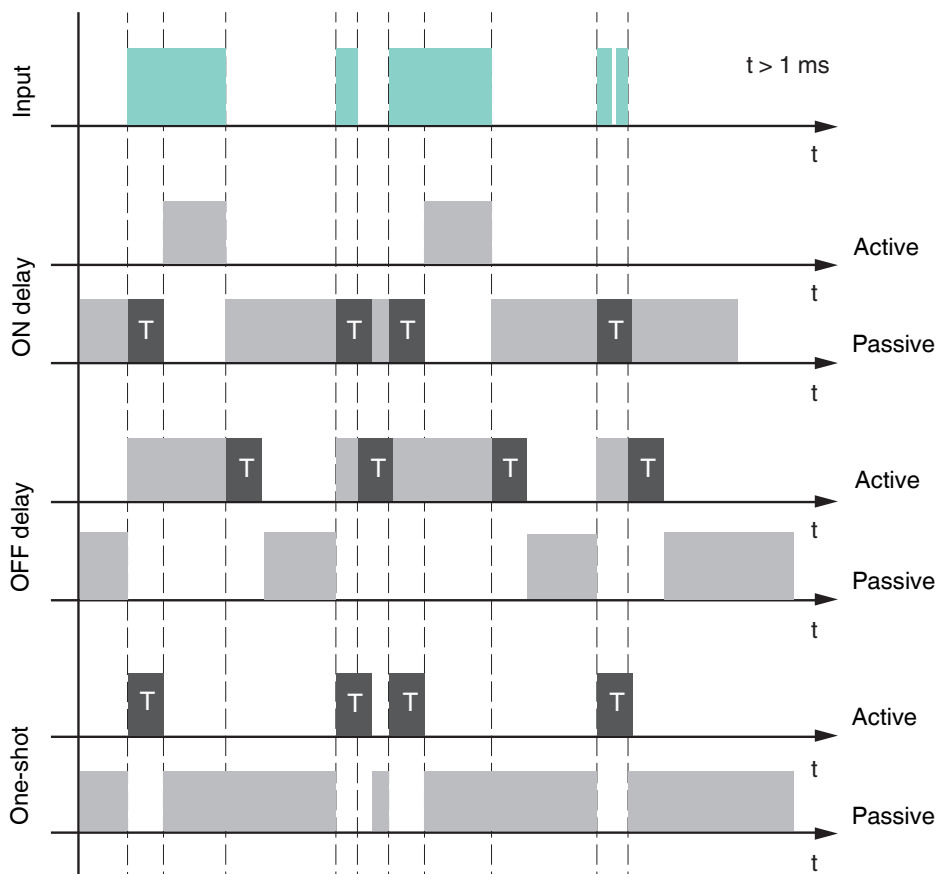 Input
t > 1 ms
t
ON delay
Active
t
T
T
T
T
Passive
t
OFF delay
T
T
T
T
Active
t
Passive
t
One-shot
T
T
T
T
Active
t
Passive
t